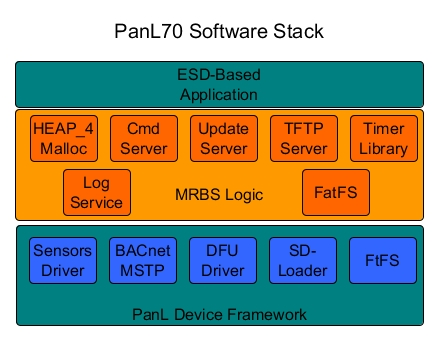 PanL70 Software Stack
ESD-Based
Application
HEAP_4
Malloc
Cmd
Server
Update
Server
TFTP
Server
Timer
Library
Log
Service
MRBS Logic
FatFS
Sensors
Driver
BACnet
MSTP
DFU
Driver
SD-
Loader
FtFS
PanL Device Framework